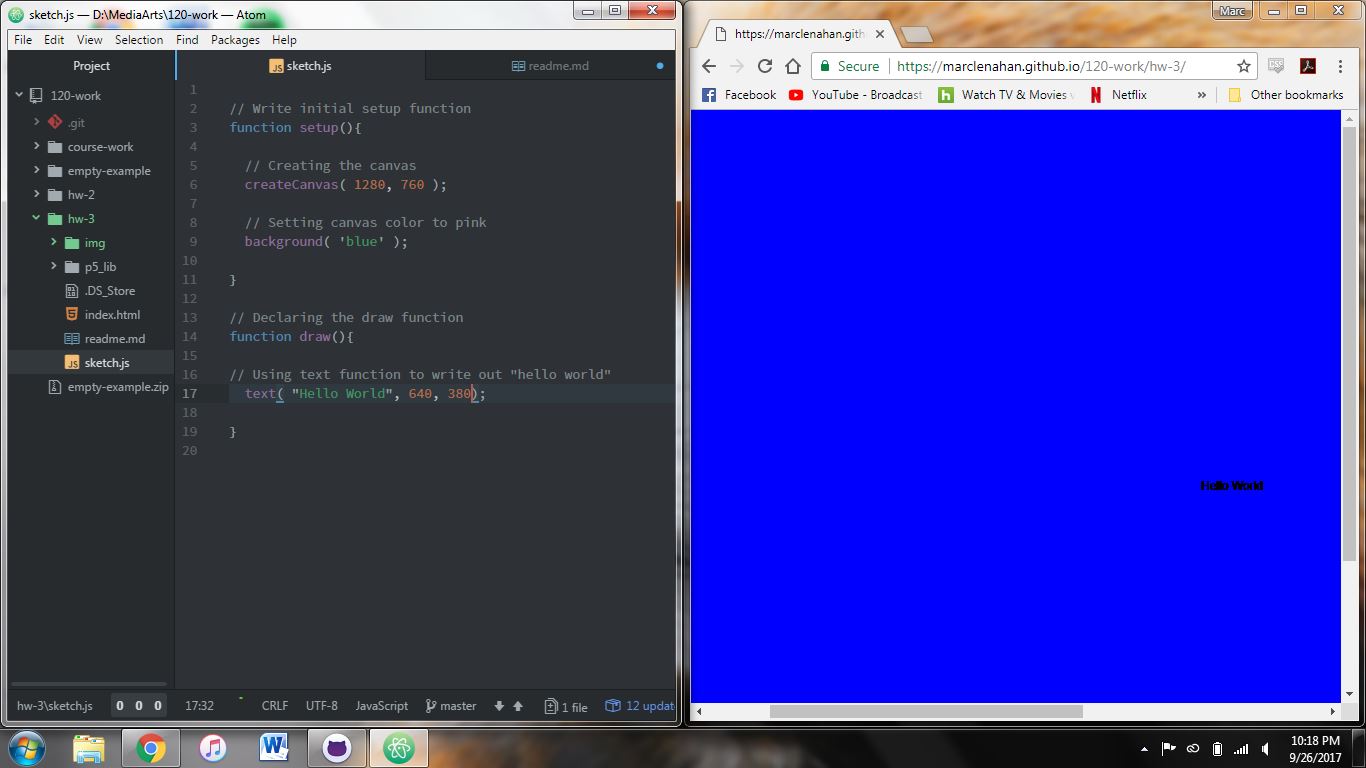 sketch.js — D:\MediaArts\120-work — Atom
File Edit View Selection Find Packages Help
Project
120-work
.git
course-work
empty-example
hw-2
hw-3
img
p5_lib
.DS_Store
index.html
readme.md
sketch.js
empty-example.zip
sketch.js
readme.md
1
2 // Write initial setup function
3 function setup(){
4
5 // Creating the canvas
6 createCanvas( 1280, 760 );
7
8 // Setting canvas color to pink
9 background( 'blue' );
10
11 }
12
13 // Declaring the draw function
14 function draw(){
15
16 // Using text function to write out "hello world"
17 text( "Hello World", 640, 380);
18
19 }
20
hw-3\sketch.js 0 0 0 17:32 CRLF UTF-8 JavaScript master 1 file 12 updat
Marc
https://marclenahan.gith
Secure https://marclenahan.github.io/120-work/hw-3/
Facebook YouTube - Broadcast Watch TV & Movies Netflix » Other bookmarks
Hello World
10:18 PM
9/26/2017